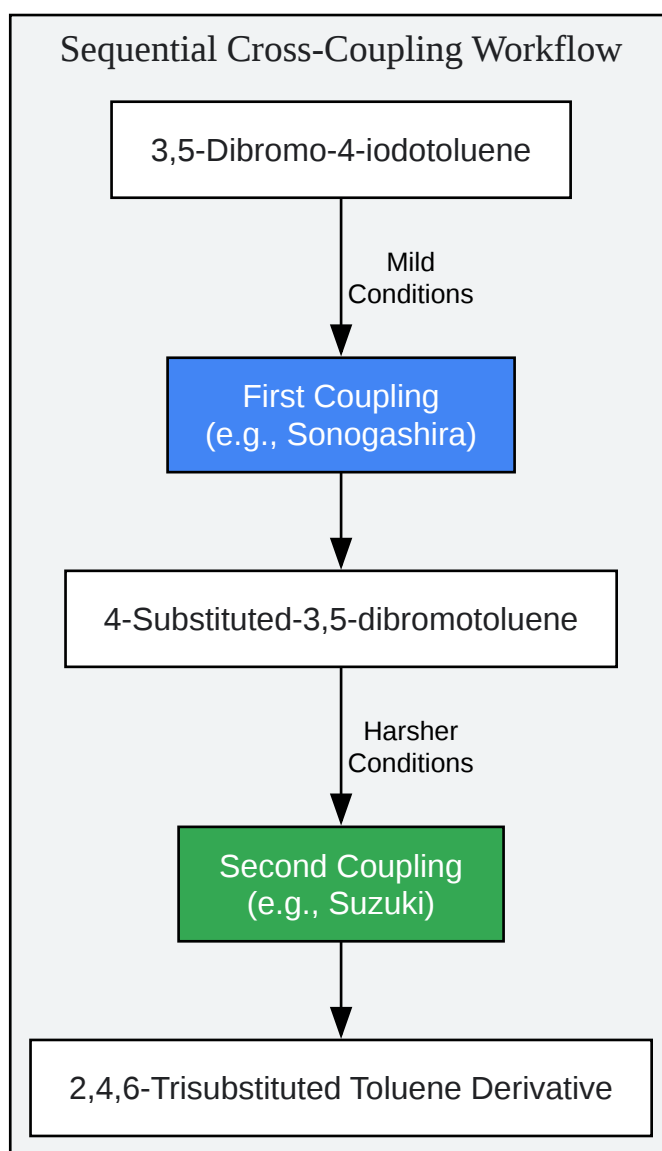 Sequential Cross-Coupling Workflow
3,5-Dibromo-4-iodotoluene
Mild
Conditions
First Coupling
(e.g., Sonogashira)
4-Substituted-3,5-dibromotoluene
Harsher
Conditions
Second Coupling
(e.g., Suzuki)
2,4,6-Trisubstituted Toluene Derivative